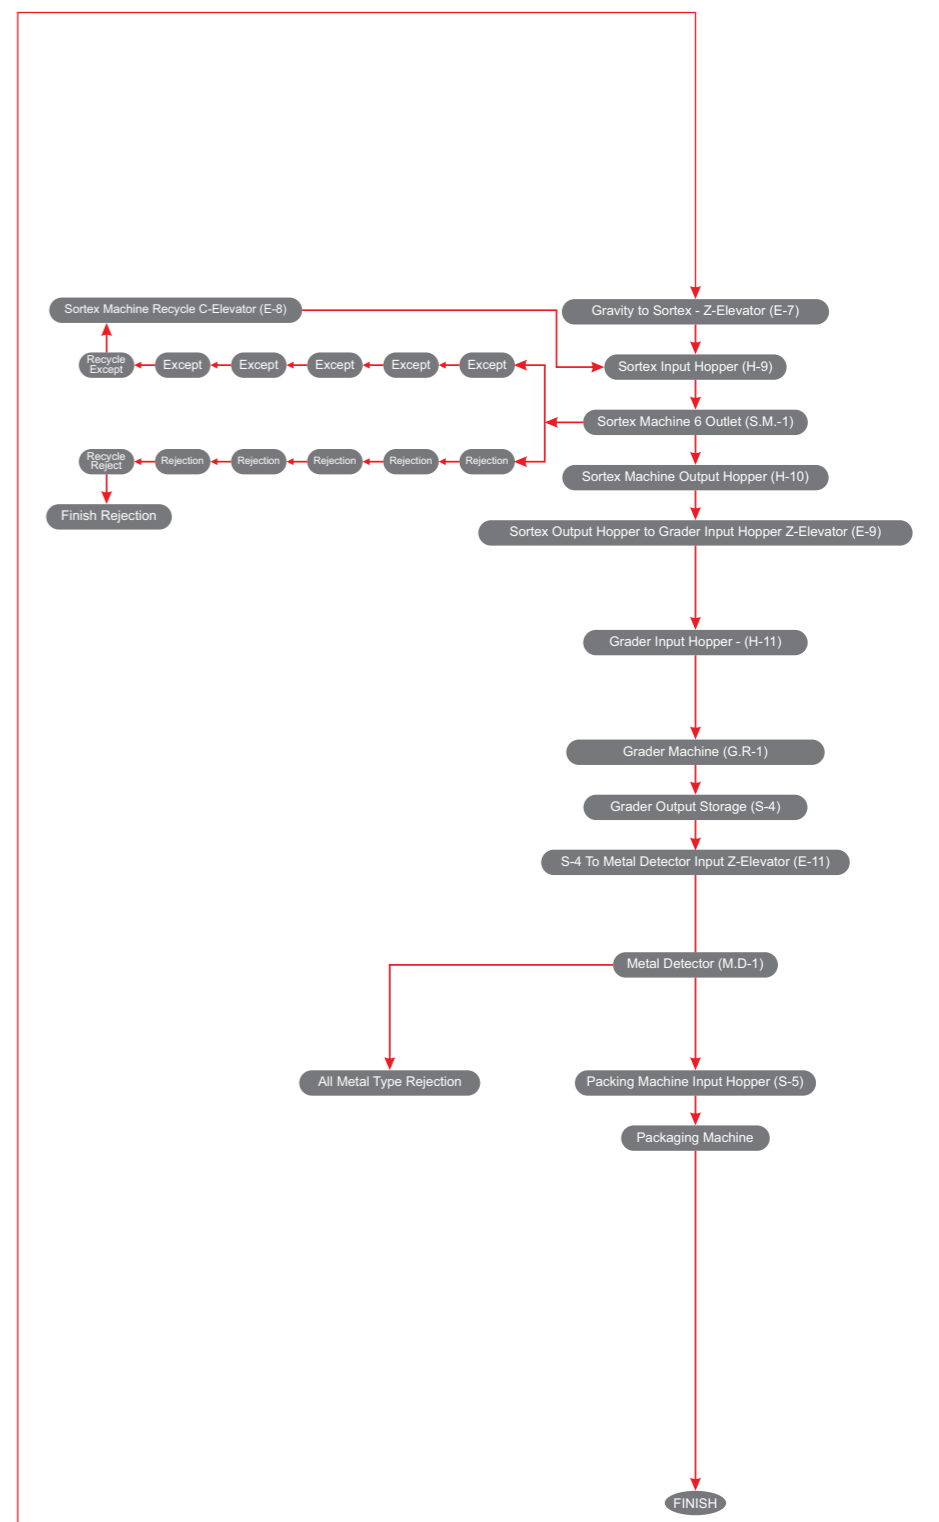 Sortex Machine Recycle C-Elevator (E-8)
Gravity to Sortex - Z-Elevator (E-7)
Recycle
Except
Except
Except
Except
Except
Except
Sortex Input Hopper (H-9)
Sortex Machine 6 Outlet (S.M.-1)
Recycle
Reject
Rejection
Rejection
Rejection
Rejection
Rejection
Sortex Machine Output Hopper (H-10)
Finish Rejection
Sortex Output Hopper to Grader Input Hopper Z-Elevator (E-9)
Grader Input Hopper - (H-11)
Grader Machine (G.R-1)
Grader Output Storage (S-4)
S-4 To Metal Detector Input Z-Elevator (E-11)
Metal Detector (M.D-1)
All Metal Type Rejection
Packing Machine Input Hopper (S-5)
Packaging Machine
FINISH